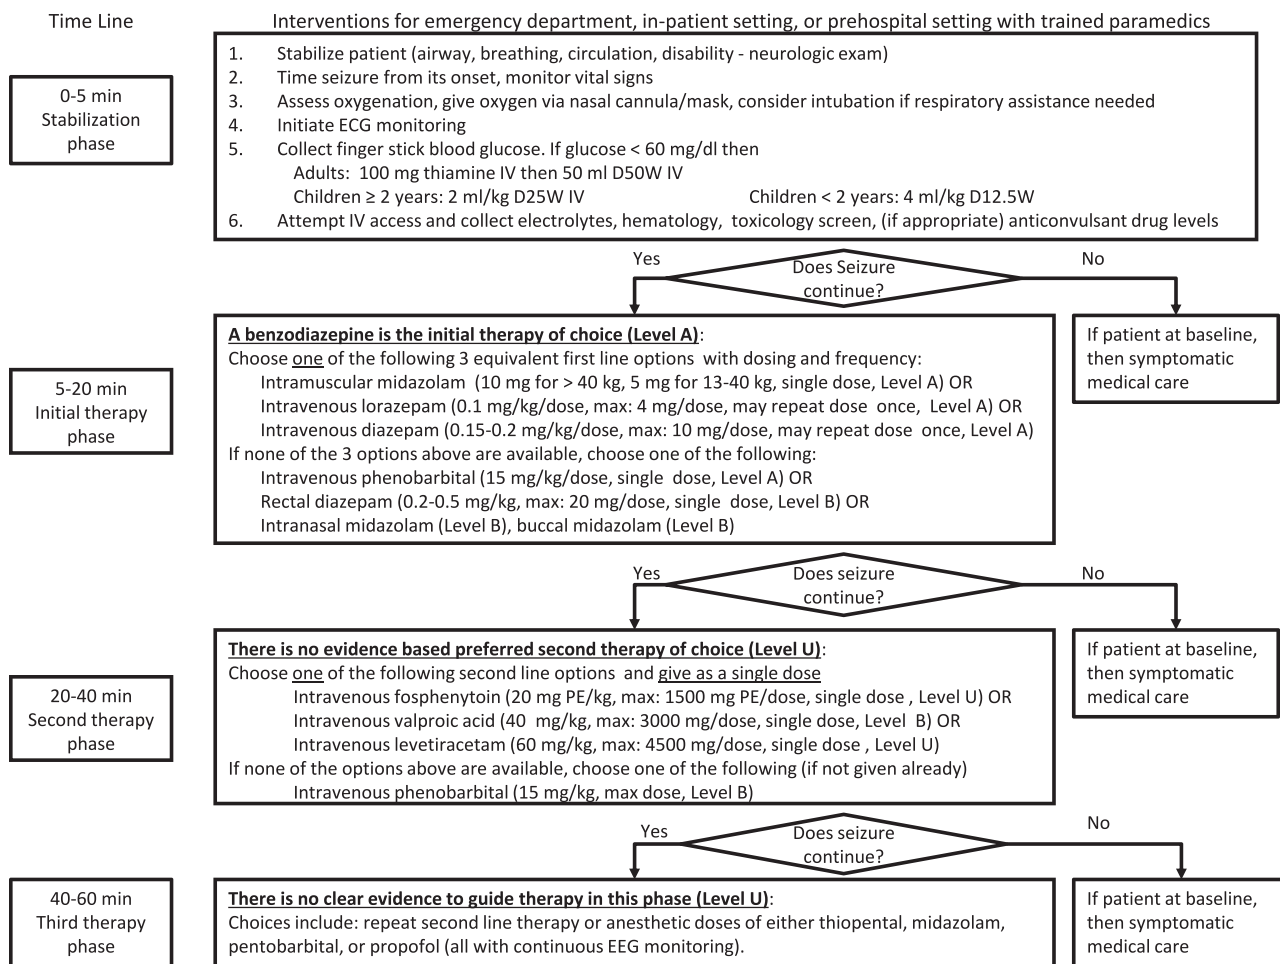 Time Line
Interventions for emergency department, in-patient setting, or prehospital setting with trained paramedics
0-5 min
Stabilization
phase
1. Stabilize patient (airway, breathing, circulation, disability - neurologic exam)
2. Time seizure from its onset, monitor vital signs
3. Assess oxygenation, give oxygen via nasal cannula/mask, consider intubation if respiratory assistance needed
4. Initiate ECG monitoring
5. Collect finger stick blood glucose. If glucose < 60 mg/dl then
Adults: 100 mg thiamine IV then 50 ml D50W IV
Children ≥ 2 years: 2 ml/kg D25W IV Children < 2 years: 4 ml/kg D12.5W
6. Attempt IV access and collect electrolytes, hematology, toxicology screen, (if appropriate) anticonvulsant drug levels
Yes
Does Seizure
continue?
No
5-20 min
Initial therapy
phase
A benzodiazepine is the initial therapy of choice (Level A):
Choose one of the following 3 equivalent first line options with dosing and frequency:
Intramuscular midazolam (10 mg for > 40 kg, 5 mg for 13-40 kg, single dose, Level A) OR
Intravenous lorazepam (0.1 mg/kg/dose, max: 4 mg/dose, may repeat dose once, Level A) OR
Intravenous diazepam (0.15-0.2 mg/kg/dose, max: 10 mg/dose, may repeat dose once, Level A)
If none of the 3 options above are available, choose one of the following:
Intravenous phenobarbital (15 mg/kg/dose, single dose, Level A) OR
Rectal diazepam (0.2-0.5 mg/kg, max: 20 mg/dose, single dose, Level B) OR
Intranasal midazolam (Level B), buccal midazolam (Level B)
If patient at baseline,
then symptomatic
medical care
Yes
Does seizure
continue?
No
20-40 min
Second therapy
phase
There is no evidence based preferred second therapy of choice (Level U):
Choose one of the following second line options and give as a single dose
Intravenous fosphenytoin (20 mg PE/kg, max: 1500 mg PE/dose, single dose , Level U) OR
Intravenous valproic acid (40 mg/kg, max: 3000 mg/dose, single dose, Level B) OR
Intravenous levetiracetam (60 mg/kg, max: 4500 mg/dose, single dose , Level U)
If none of the options above are available, choose one of the following (if not given already)
Intravenous phenobarbital (15 mg/kg, max dose, Level B)
If patient at baseline,
then symptomatic
medical care
Yes
Does seizure
continue?
No
40-60 min
Third therapy
phase
There is no clear evidence to guide therapy in this phase (Level U):
Choices include: repeat second line therapy or anesthetic doses of either thiopental, midazolam,
pentobarbital, or propofol (all with continuous EEG monitoring).
If patient at baseline,
then symptomatic
medical care